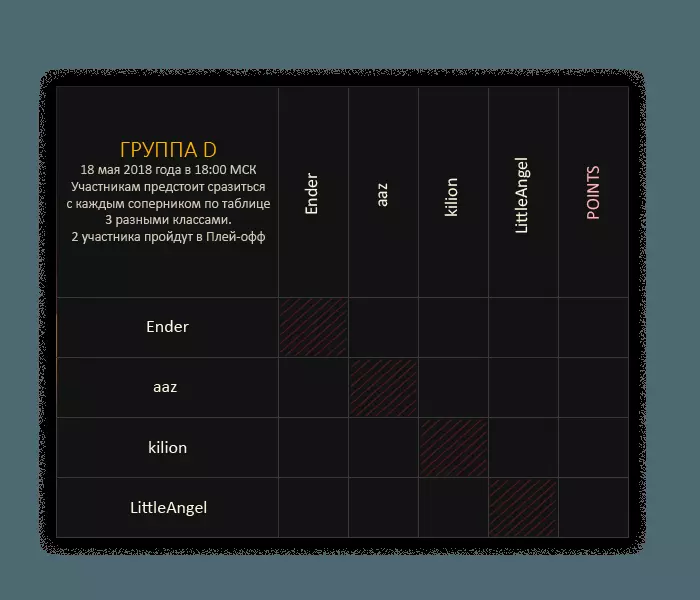 ГРУППА D
18 мая 2018 года в 18:00 МСК
Участникам предстоит сразиться
с каждым соперником по таблице
3 разными классами.
2 участника пройдут в Плей-офф
Ender
aaz
kilion
LittleAngel
POINTS
Ender
aaz
kilion
LittleAngel